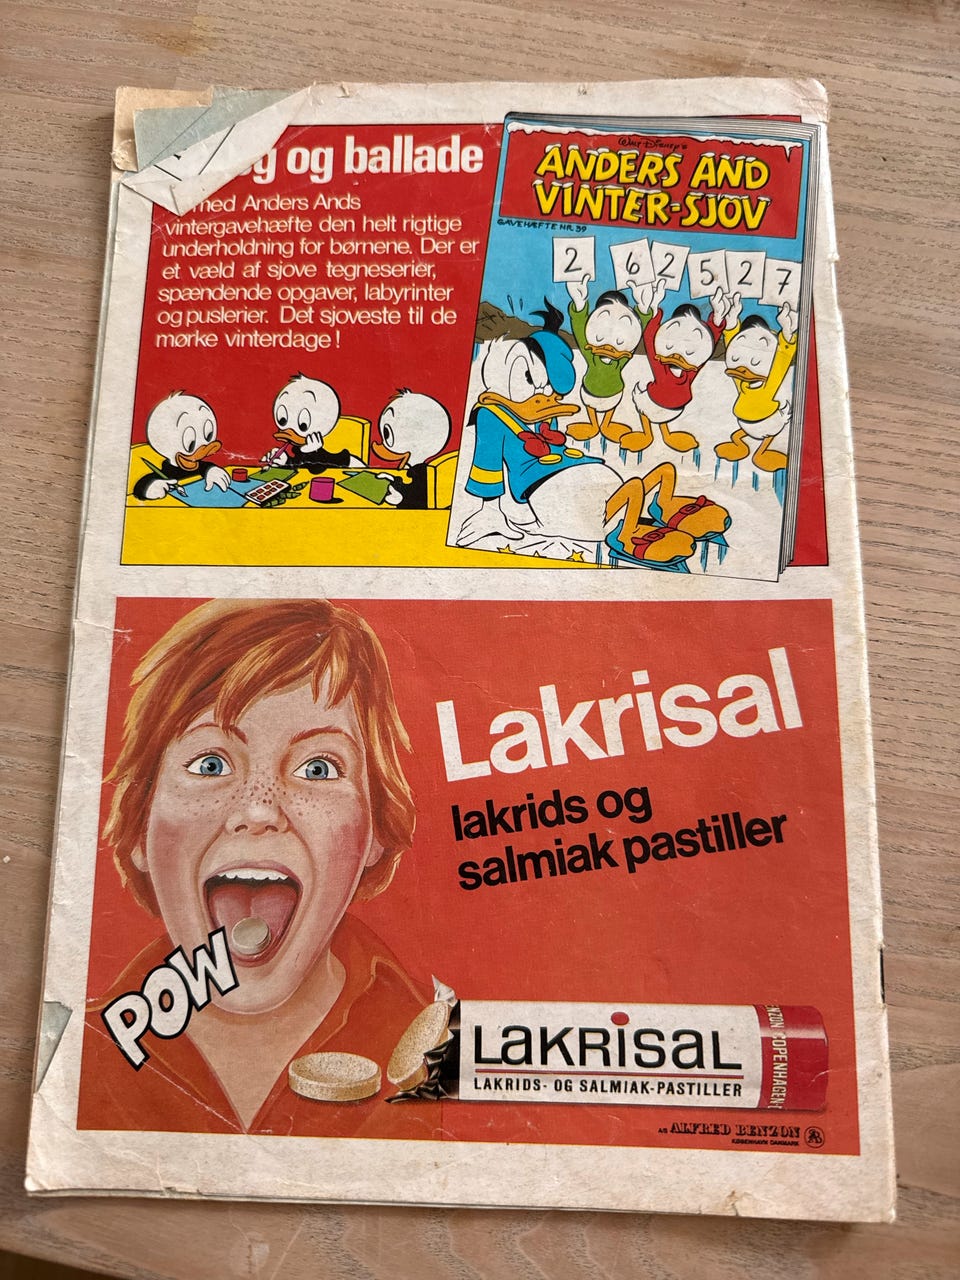 og ballade
med Anders Ands
vintergavehæfte den helt rigtige
underholdning for børnene. Der er
et væld af sjove tegneserier,
spændende opgaver, labyrinter
og puslerier. Det sjoveste til de
mørke vinterdage!
WALT DISNEY'S
ANDERS AND
VINTER-SJOV
GAVEHÆFTE NR. 39
2 6 2 5 2 7
Lakrisal
lakrids og
salmiak pastiller
POW
LAKRISAL
LAKRIDS- OG SALMIAK-PASTILLER
COPENHAGEN
A/S ALFRED BENZON
KØBENHAVN DANMARK